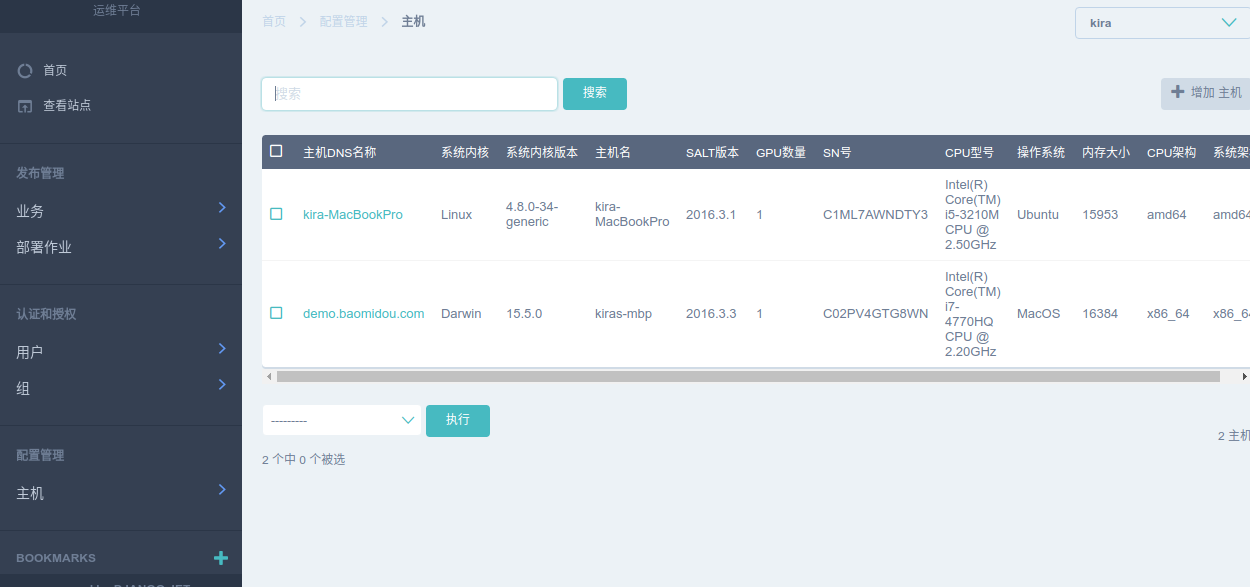 运维平台
首页
查看站点
发布管理
业务
部署作业
认证和授权
用户
组
配置管理
主机
BOOKMARKS
首页 配置管理 主机
kira
搜索 搜索
增加 主机
主机DNS名称 系统内核 系统内核版本 主机名 SALT版本 GPU数量 SN号 CPU型号 操作系统 内存大小 CPU架构 系统架
kira-MacBookPro Linux 4.8.0-34-generic kira-MacBookPro 2016.3.1 1 C1ML7AWNDTY3 Intel(R) Core(TM) i5-3210M CPU @ 2.50GHz Ubuntu 15953 amd64 amd64
demo.baomidou.com Darwin 15.5.0 kiras-mbp 2016.3.3 1 C02PV4GTG8WN Intel(R) Core(TM) i7-4770HQ CPU @ 2.20GHz MacOS 16384 x86_64 x86_64
--------- 执行
2 主机
2 个中 0 个被选